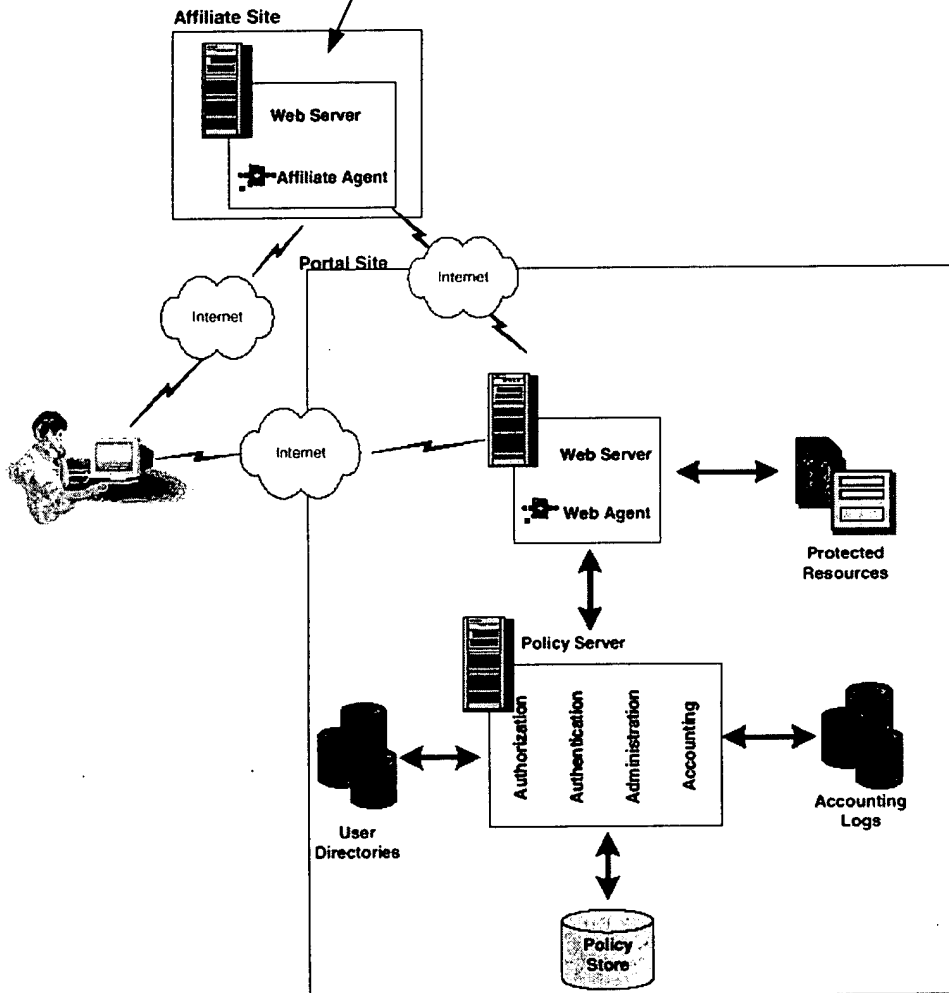 Affiliate Site
Web Server
Affiliate Agent
Portal Site
Internet
Internet
Internet
Web Server
Web Agent
Protected
Resources
Policy Server
Authorization
Authentication
Administration
Accounting
User
Directories
Accounting
Logs
Policy
Store